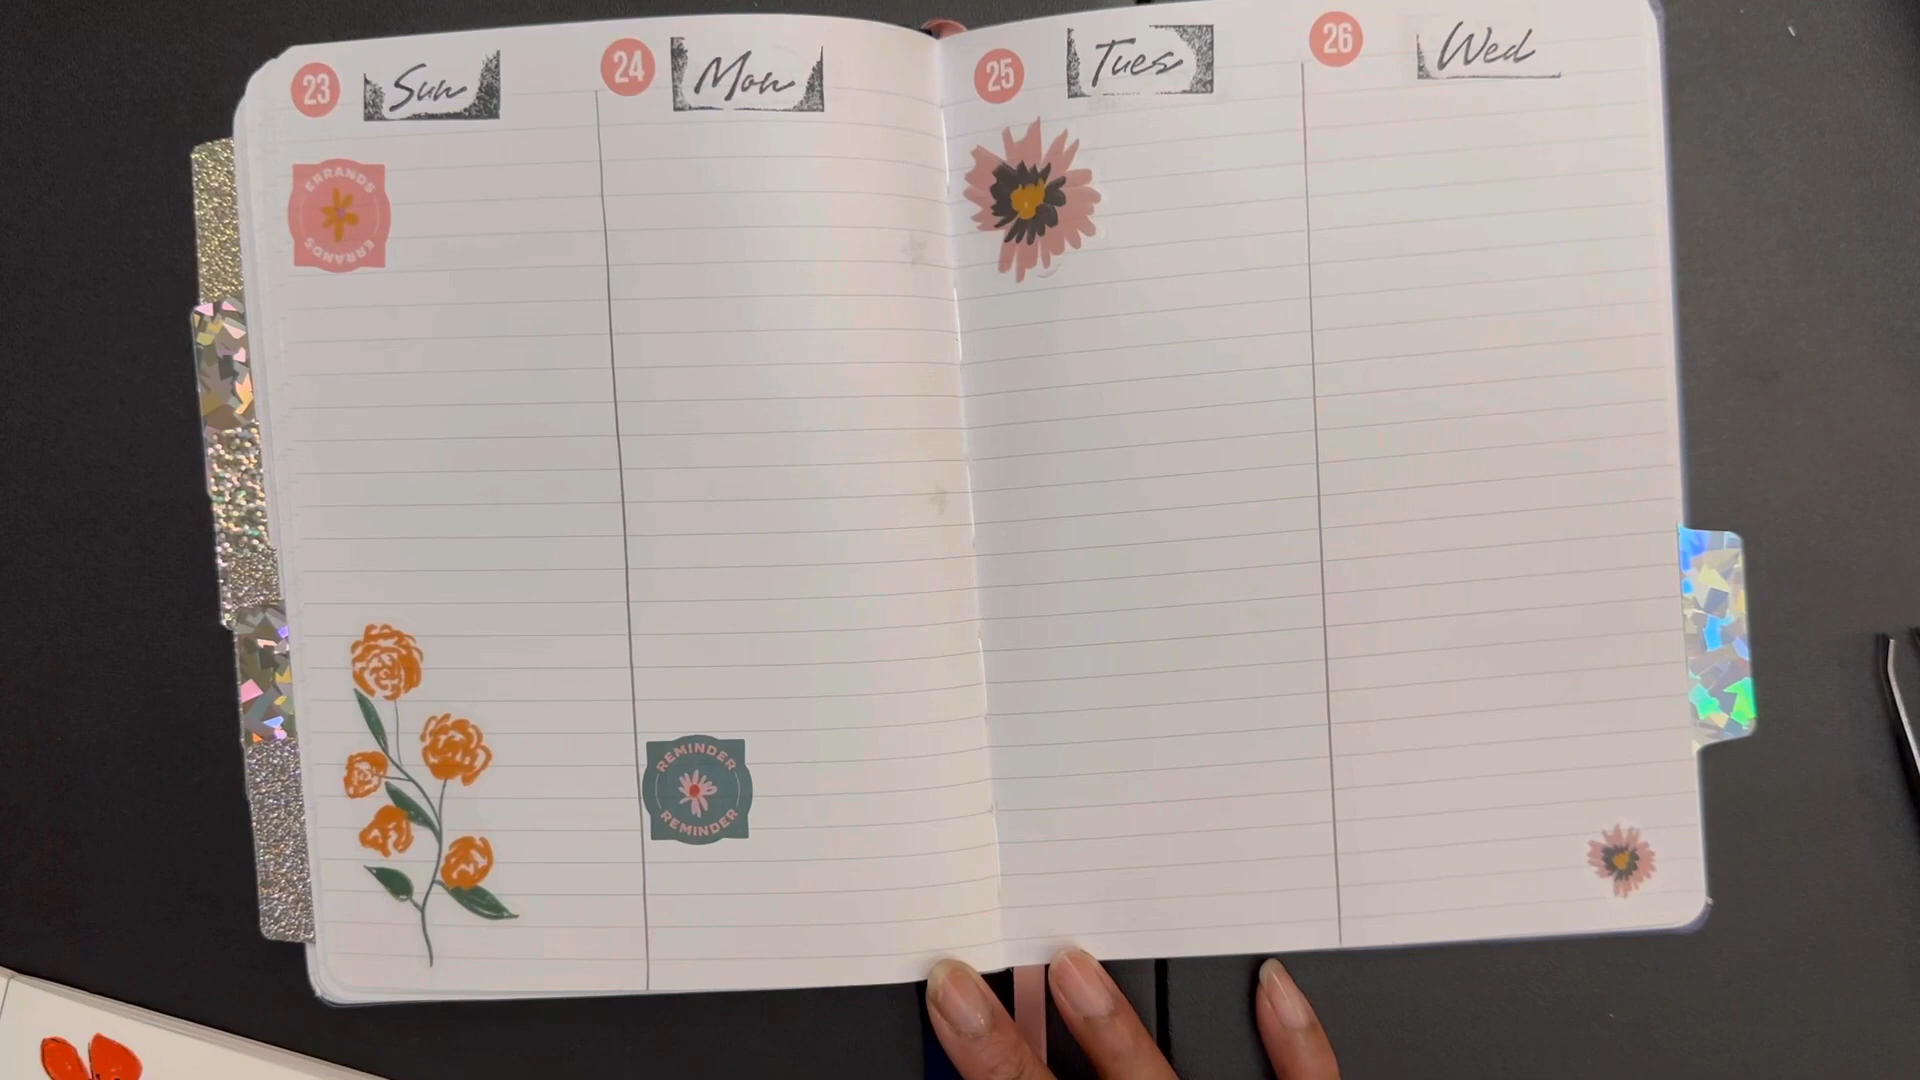 23 Sun
24 Mon
25 Tues
26 Wed
ERRANDS
ERRANDS
REMINDER
REMINDER